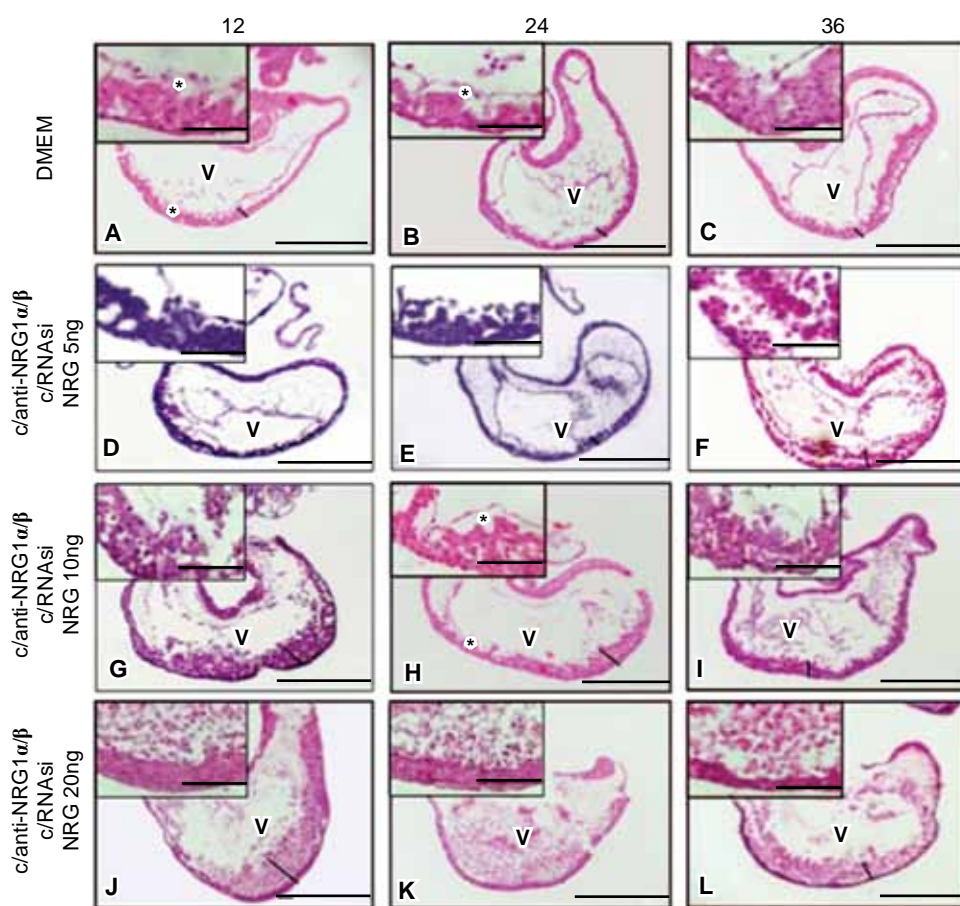 12 24 36
DMEM
* * * *
V V V
A B C
c/anti-NRG1α/β
c/RNAsi
NRG 5ng
V V V
D E F
c/anti-NRG1α/β
c/RNAsi
NRG 10ng
*
*
V V V
G H I
c/anti-NRG1α/β
c/RNAsi
NRG 20ng
V V V
J K L